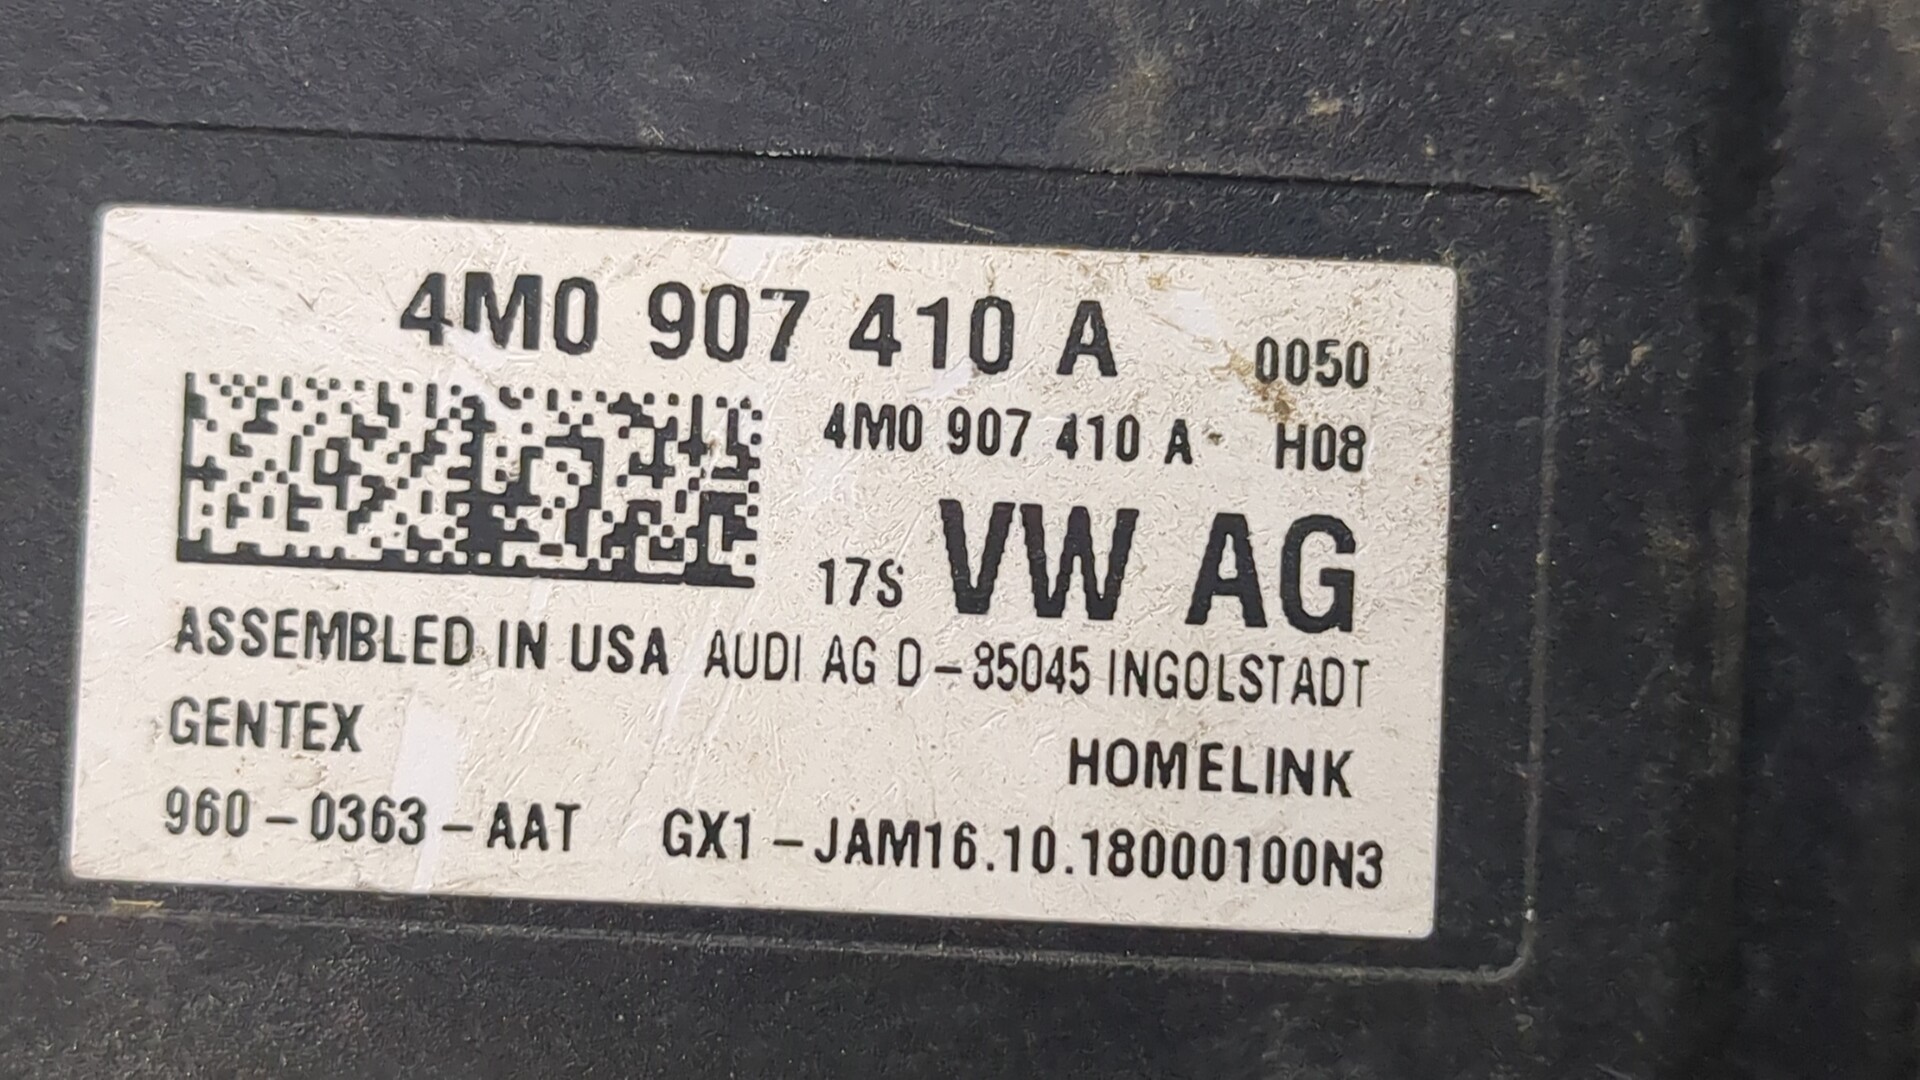 4M0 907 410 A 0050
4M0 907 410 A H08
17S VW AG
ASSEMBLED IN USA AUDI AG D-85045 INGOLSTADT
GENTEX HOMELINK
960-0363-AAT GX1-JAM16.10.18000100N3